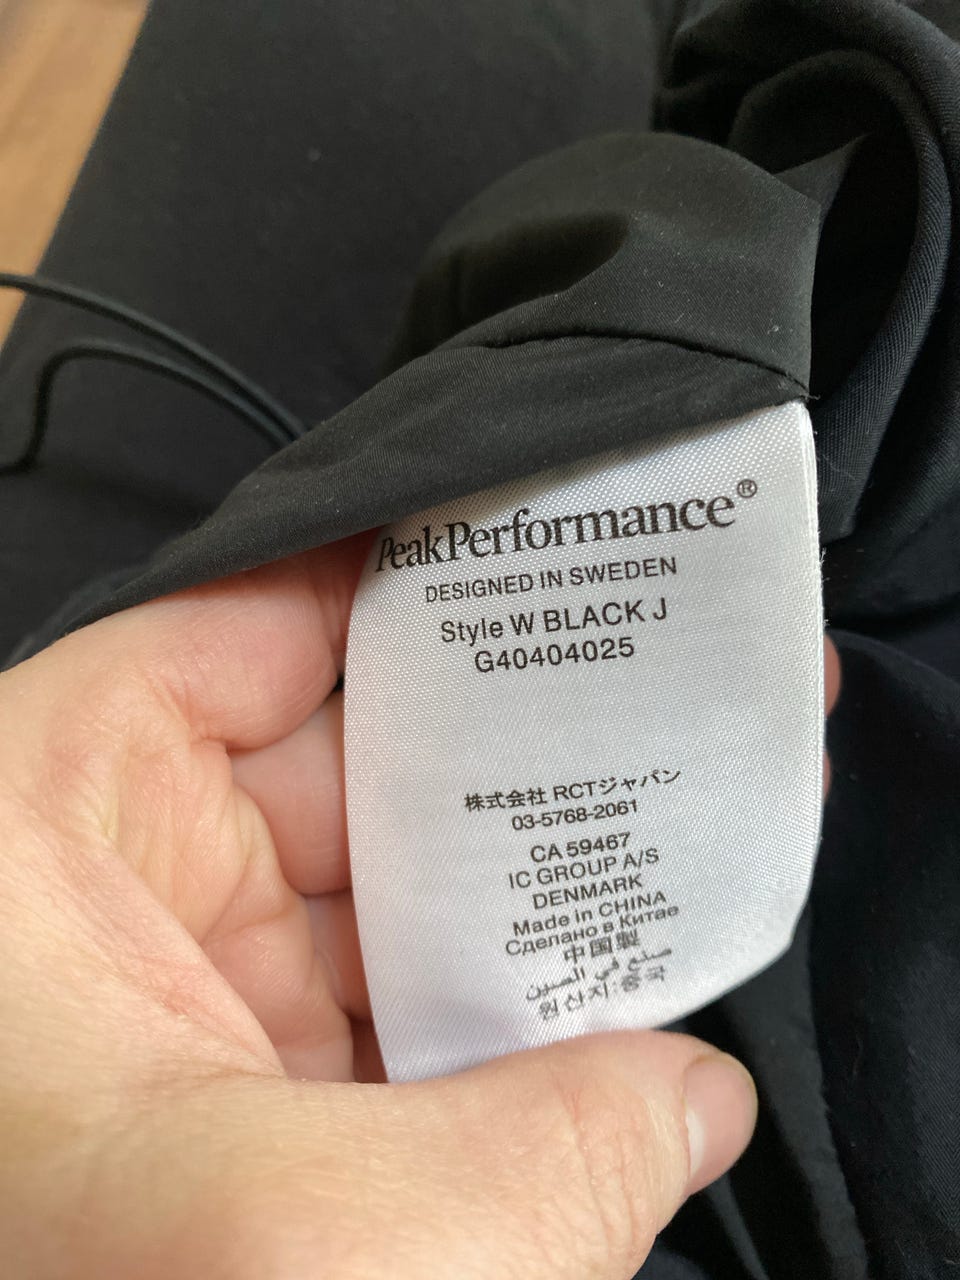 PeakPerformance®
DESIGNED IN SWEDEN
Style W BLACK J
G40404025
株式会社 RCTジャパン
03-5768-2061
CA 59467
IC GROUP A/S
DENMARK
Made in CHINA
Сделано в Китае
中国製
صنع في الصين
원산지:중국